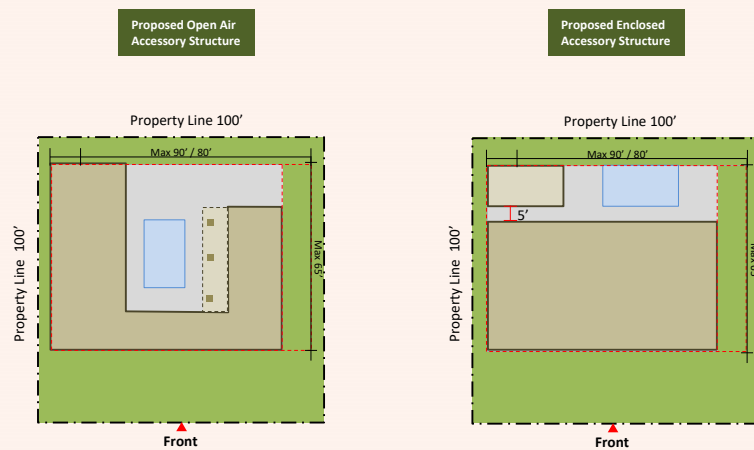 Proposed Open Air
Accessory Structure
Proposed Enclosed
Accessory Structure
Property Line 100’
Max 90’ / 80’
Property Line 100’
Max 65’
Front
Property Line 100’
Max 90’ / 80’
Property Line 100’
5’
Front